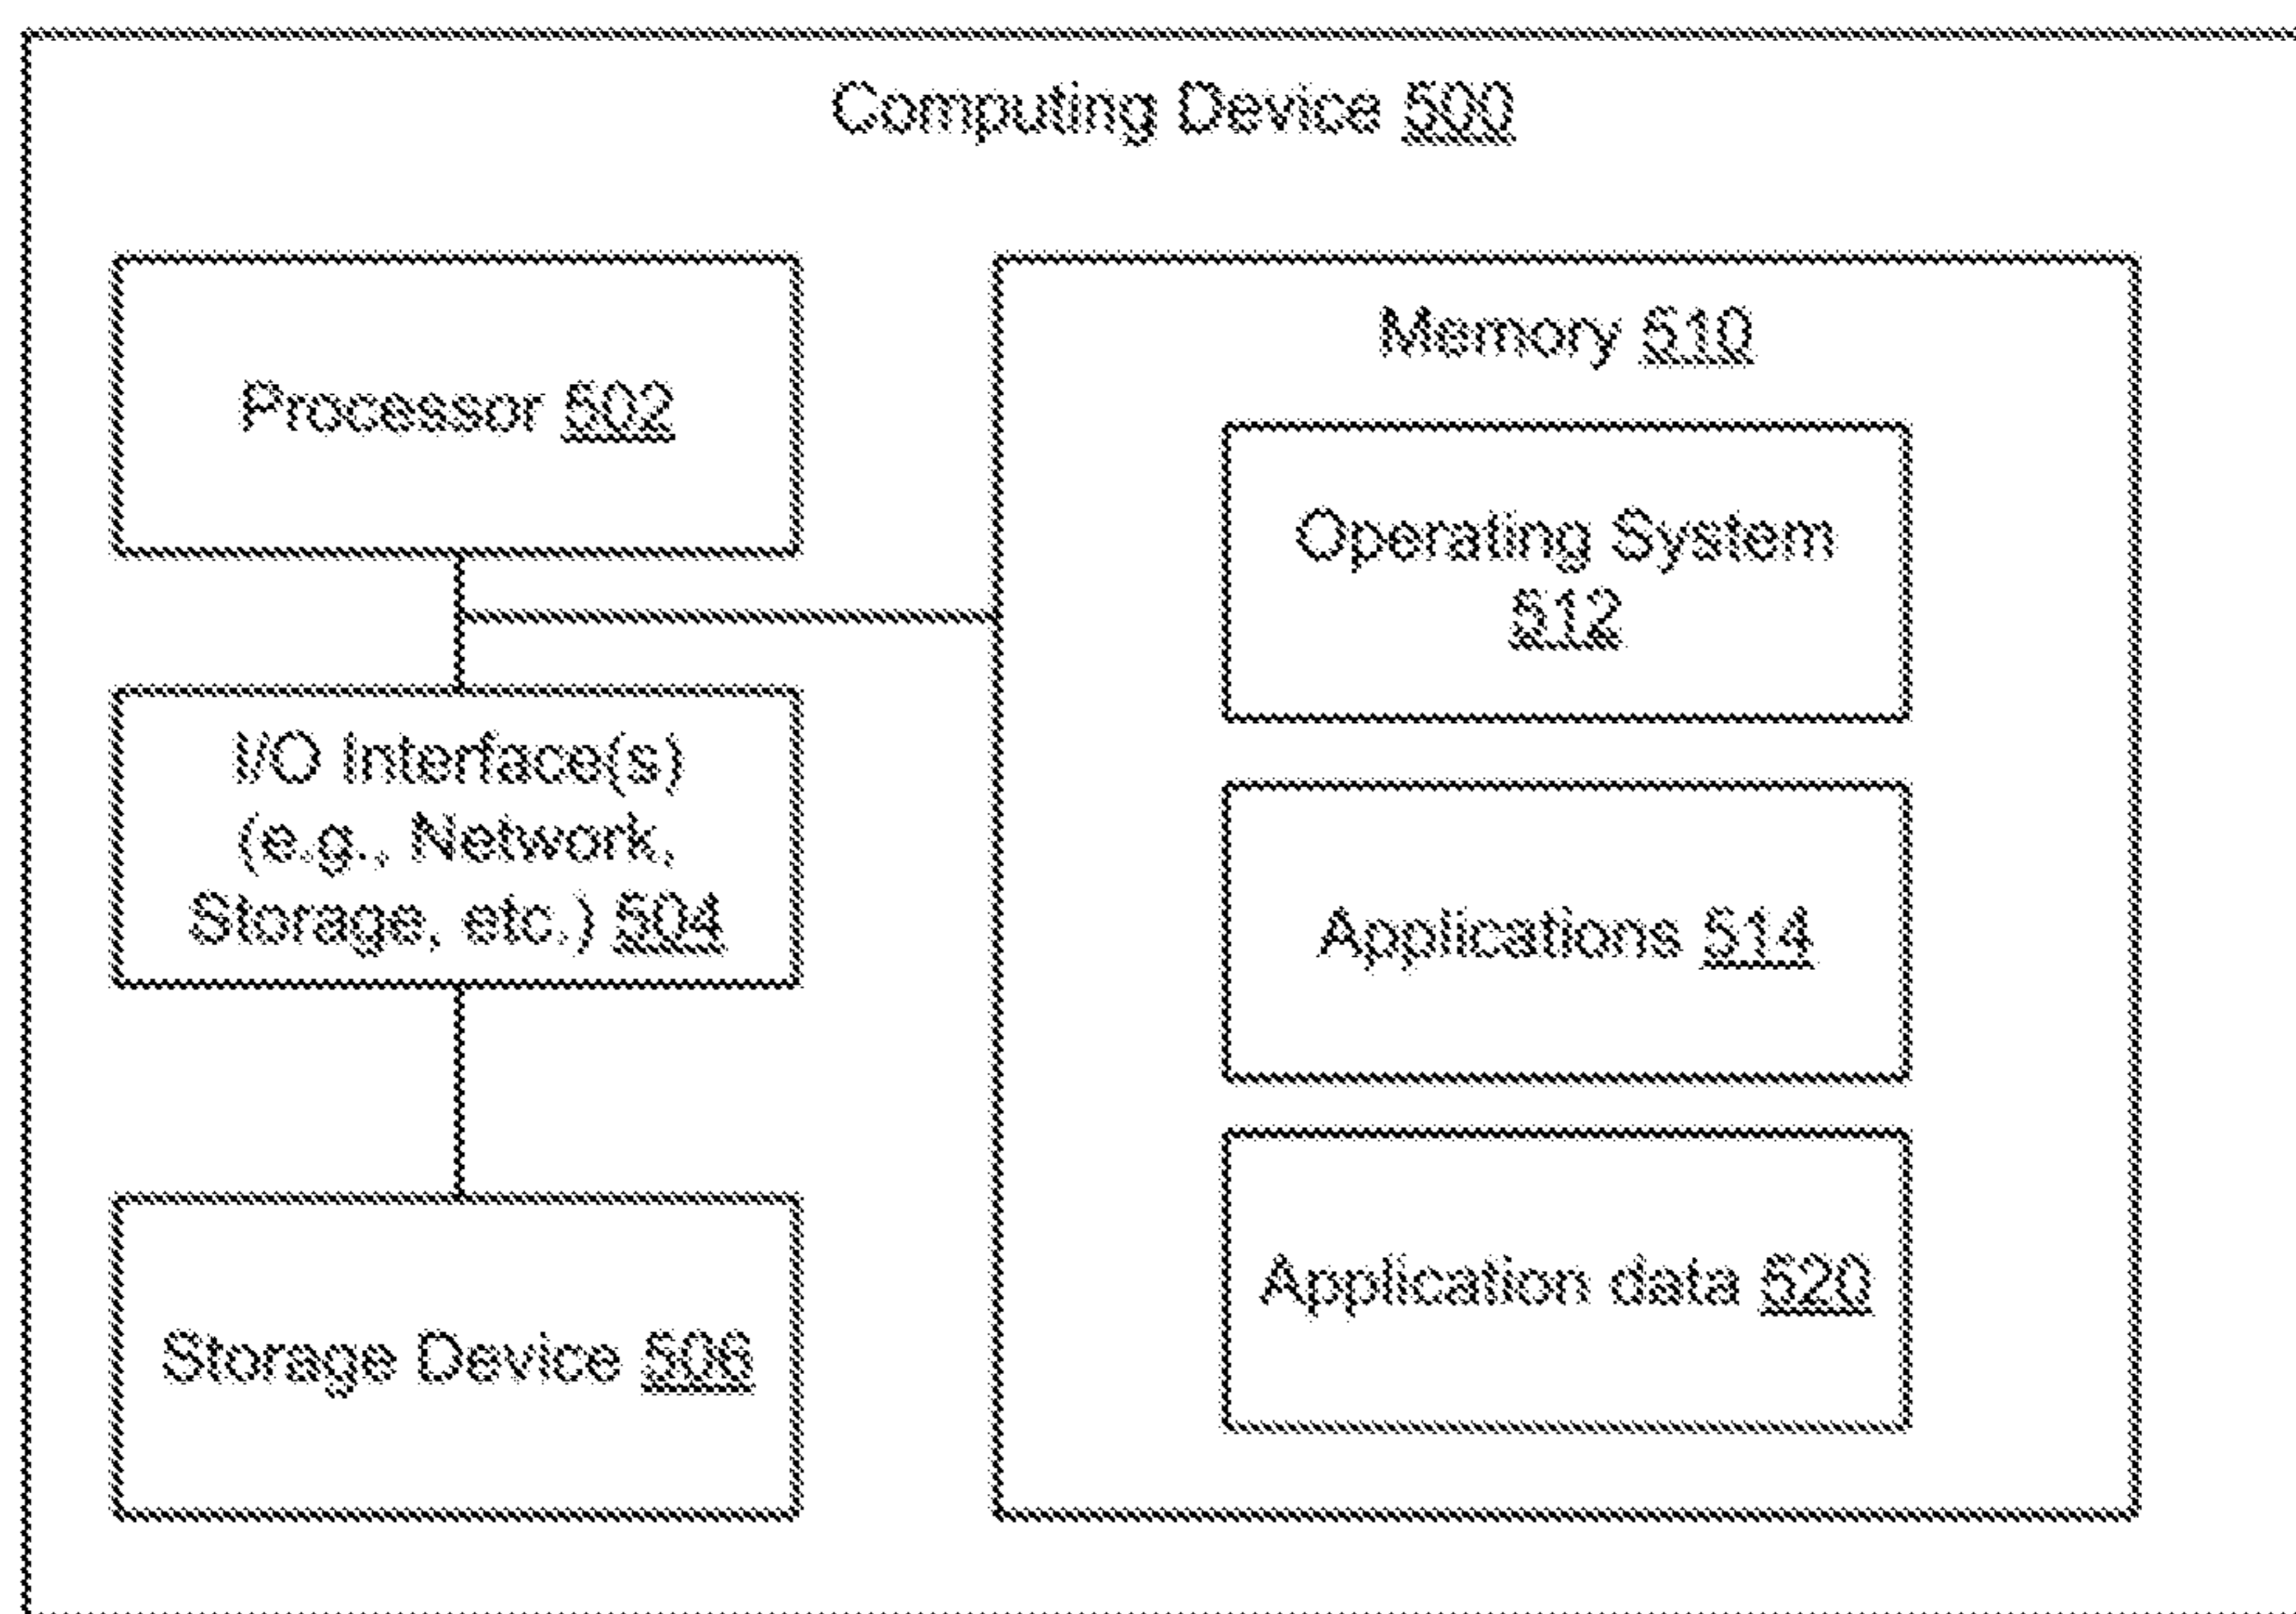 Computing Device 500
Processor 502
I/O Interface(s)
(e.g., Network,
Storage, etc.) 504
Storage Device 506
Memory 510
Operating System
512
Applications 514
Application data 520